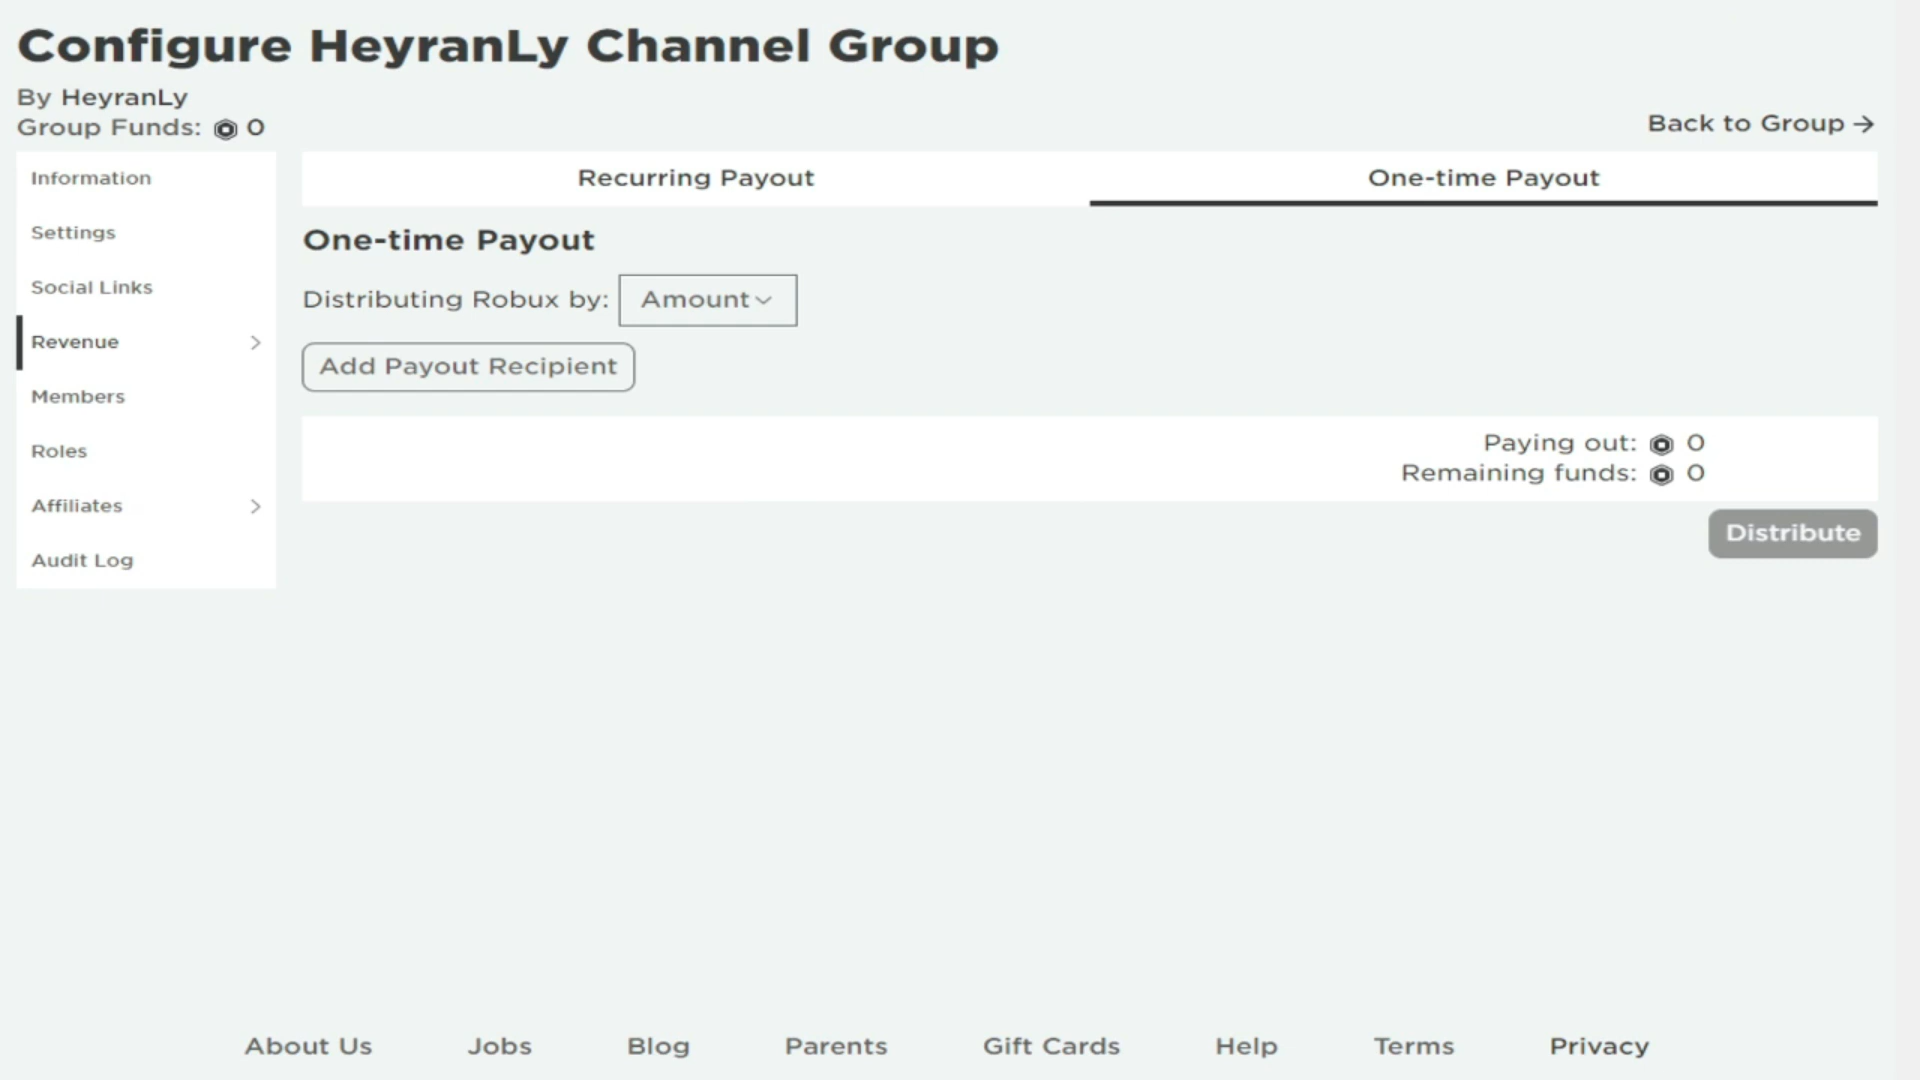 Configure HeyranLy Channel Group
By HeyranLy
Group Funds: 0
Back to Group →
Information
Settings
Social Links
Revenue
Members
Roles
Affiliates
Audit Log
Recurring Payout
One-time Payout
One-time Payout
Distributing Robux by: Amount
Add Payout Recipient
Paying out: 0
Remaining funds: 0
Distribute
About Us Jobs Blog Parents Gift Cards Help Terms Privacy